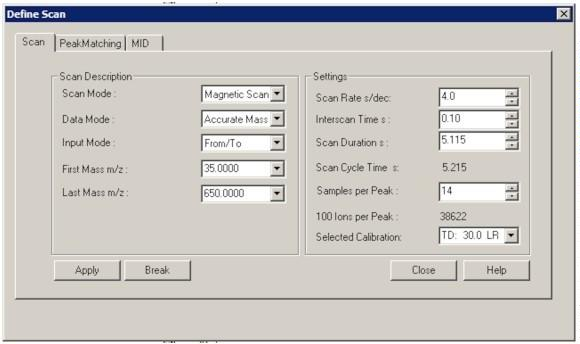 Define Scan
Scan PeakMatching MID
Scan Description
Scan Mode : Magnetic Scan
Data Mode : Accurate Mass
Input Mode : From/To
First Mass m/z : 35.0000
Last Mass m/z : 650.0000
Settings
Scan Rate s/dec: 4.0
Interscan Time s : 0.10
Scan Duration s : 5.115
Scan Cycle Time s: 5.215
Samples per Peak : 14
100 Ions per Peak : 38622
Selected Calibration: TD: 30.0 LR
Apply Break Close Help